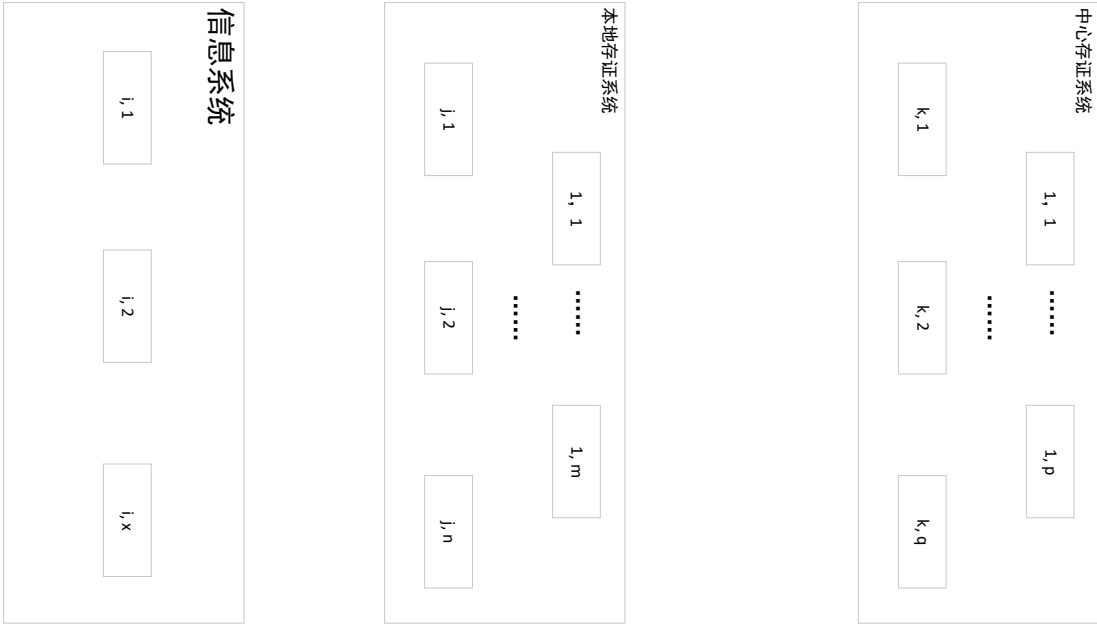 中心存证系统
1, 1
......
1, p
......
k, 1
k, 2
k, q
本地存证系统
1, 1
......
1, m
......
j, 1
j, 2
j, n
信息系统
i, 1
i, 2
i, x